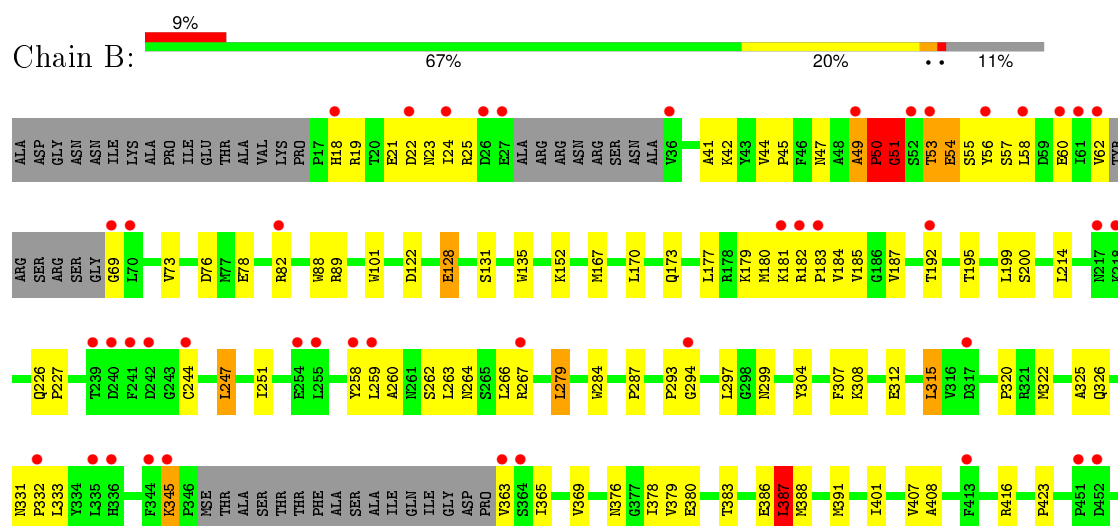 9%
Chain B:
67% 20% • • 11%
ALA ASP GLY ASN ASN ILE LYS ALA PRO ILE GLU THR ALA VAL LYS PRO P17 H18 R19 I20 E21 D22 N23 I24 R25 D26 E27 ALA ARG ARG ASN ARG SER ASN ALA V36 A41 K42 Y43 V44 P45 F46 N47 A48 A49 P50 G51 S52 T53 E54 S55 Y56 S57 L58 D59 E60 I61 V62 TYR
ARG SER ARG SER GLY G69 L70 V73 D76 M77 E78 R82 W88 R89 W101 D122 E128 S131 W135 K152 M167 L170 Q173 L177 R178 K179 M180 K181 R182 P183 V184 V185 G186 V187 T192 T195 L199 S200 L214 N217 K218
Q226 P227 T239 D240 F241 D242 G243 C244 L247 I251 E254 L255 Y258 L259 A260 N261 S262 L263 N264 S265 L266 R267 L279 W284 P287 P293 G294 L297 G298 N299 Y304 F307 K308 E312 L315 V316 D317 P320 R321 M322 A325 Q326
N331 P332 L333 Y334 L335 H336 F344 K345 P346 MSE THR ALA SER THR THR PHE ALA SER ALA ILE GLN ILE GLY ASP PRO V363 S364 I365 V369 N376 G377 I378 V379 E380 T383 E386 L387 M388 M391 I401 V407 A408 F413 R416 P423 P451 D452